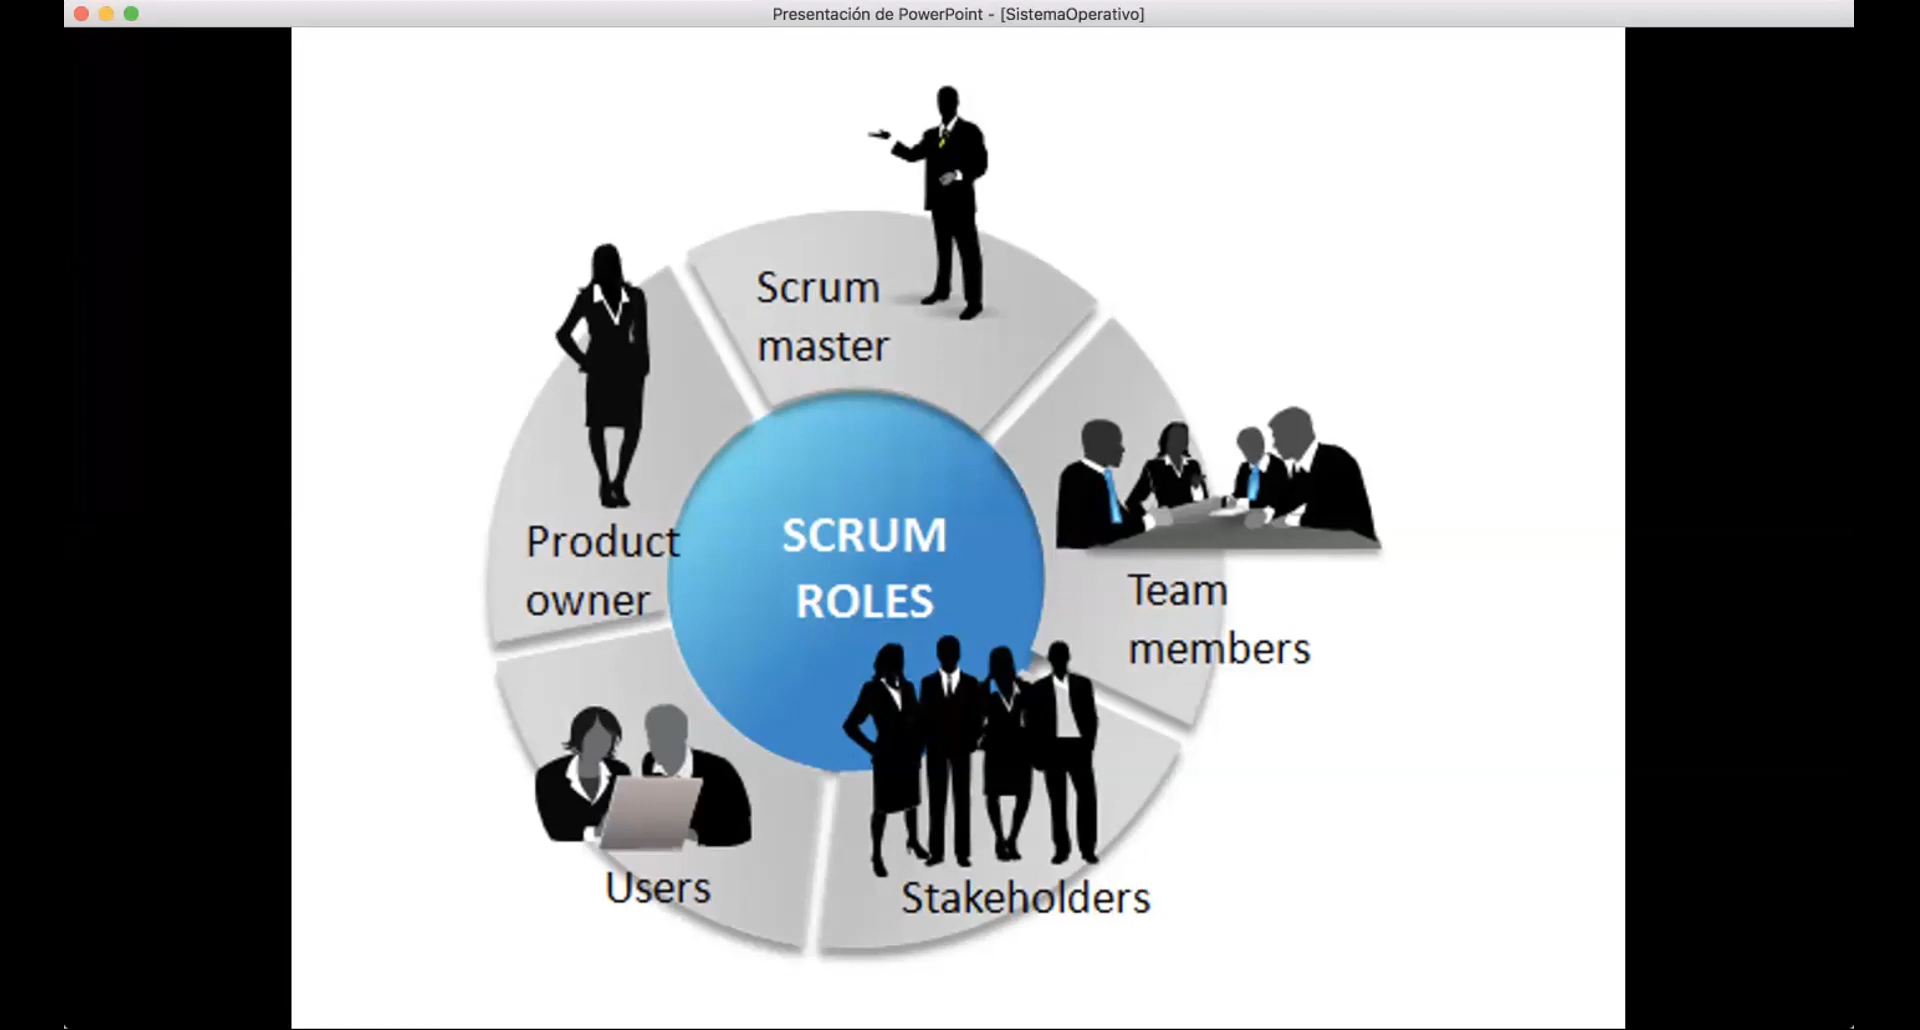 Presentación de PowerPoint - [SistemaOperativo]
Scrum
master
Product
owner
SCRUM
ROLES
Team
members
Users
Stakeholders